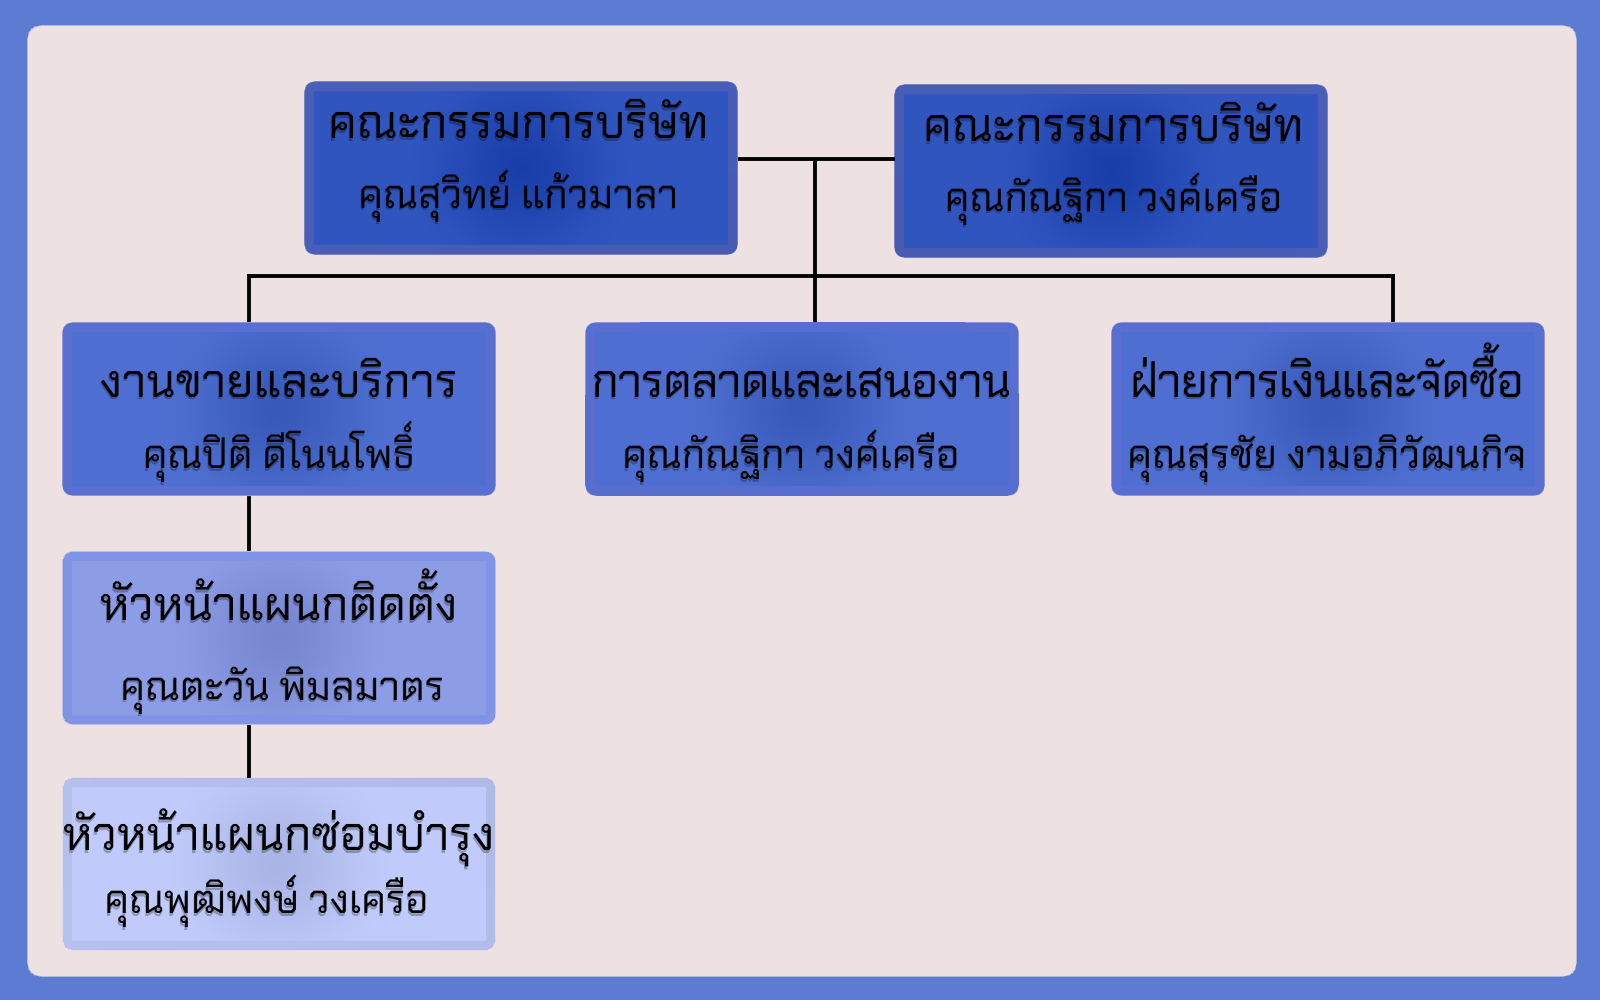 คณะกรรมการบริษัท
คุณสุวิทย์ แก้วมาลา
คณะกรรมการบริษัท
คุณกัณฐิกา วงค์เครือ
งานขายและบริการ
คุณปิติ ดีโนนโพธิ์
การตลาดและเสนองาน
คุณกัณฐิกา วงค์เครือ
ฝ่ายการเงินและจัดซื้อ
คุณสุรชัย งามอภิวัฒนกิจ
หัวหน้าแผนกติดตั้ง
คุณตะวัน พิมลมาตร
หัวหน้าแผนกซ่อมบำรุง
คุณพุฒิพงษ์ วงเครือ